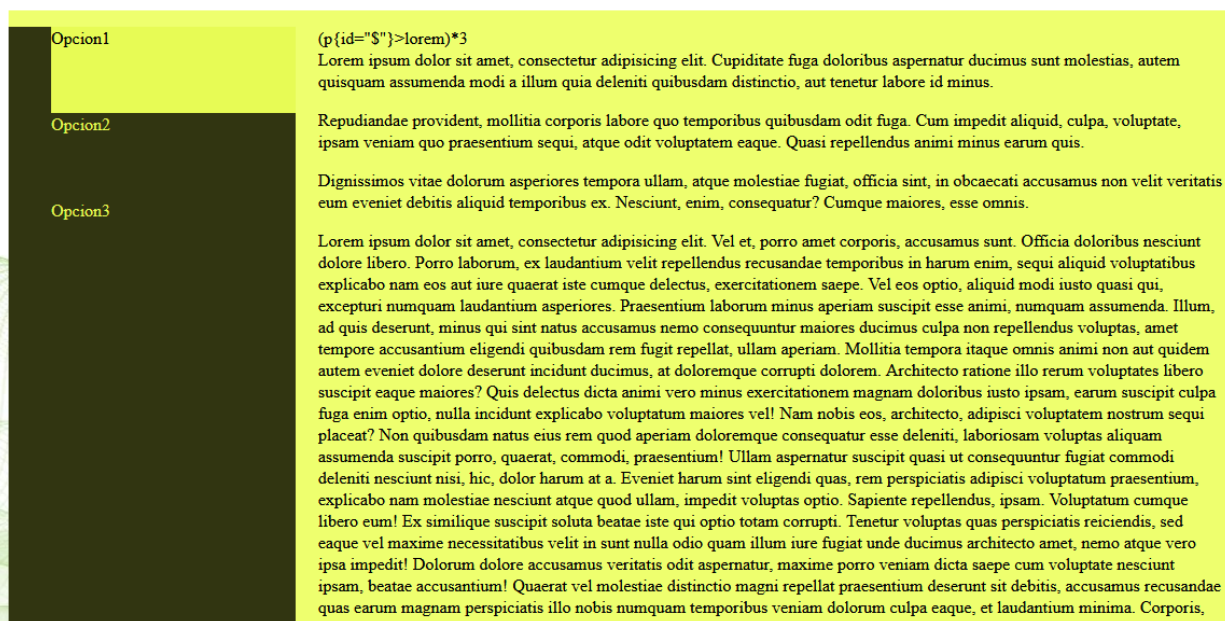 Opcion1
Opcion2
Opcion3
(p{id="$"}>lorem)*3
Lorem ipsum dolor sit amet, consectetur adipisicing elit. Cupiditate fuga doloribus aspernatur ducimus sunt molestias, autem
quisquam assumenda modi a illum quia deleniti quibusdam distinctio, aut tenetur labore id minus.
Repudiandae provident, mollitia corporis labore quo temporibus quibusdam odit fuga. Cum impedit aliquid, culpa, voluptate,
ipsam veniam quo praesentium sequi, atque odit voluptatem eaque. Quasi repellendus animi minus earum quis.
Dignissimos vitae dolorum asperiores tempora ullam, atque molestiae fugiat, officia sint, in obcaecati accusamus non velit veritatis
eum eveniet debitis aliquid temporibus ex. Nesciunt, enim, consequatur? Cumque maiores, esse omnis.
Lorem ipsum dolor sit amet, consectetur adipisicing elit. Vel et, porro amet corporis, accusamus sunt. Officia doloribus nesciunt
dolore libero. Porro laborum, ex laudantium velit repellendus recusandae temporibus in harum enim, sequi aliquid voluptatibus
explicabo nam eos aut iure quaerat iste cumque delectus, exercitationem saepe. Vel eos optio, aliquid modi iusto quasi qui,
excepturi numquam laudantium asperiores. Praesentium laborum minus aperiam suscipit esse animi, numquam assumenda. Illum,
ad quis deserunt, minus qui sint natus accusamus nemo consequuntur maiores ducimus culpa non repellendus voluptas, amet
tempore accusantium eligendi quibusdam rem fugit repellat, ullam aperiam. Mollitia tempora itaque omnis animi non aut quidem
autem eveniet dolore deserunt incidunt ducimus, at doloremque corrupti dolorem. Architecto ratione illo rerum voluptates libero
suscipit eaque maiores? Quis delectus dicta animi vero minus exercitationem magnam doloribus iusto ipsam, earum suscipit culpa
fuga enim optio, nulla incidunt explicabo voluptatum maiores vel! Nam nobis eos, architecto, adipisci voluptatem nostrum sequi
placeat? Non quibusdam natus eius rem quod aperiam doloremque consequatur esse deleniti, laboriosam voluptas aliquam
assumenda suscipit porro, quaerat, commodi, praesentium! Ullam aspernatur suscipit quasi ut consequuntur fugiat commodi
deleniti nesciunt nisi, hic, dolor harum at a. Eveniet harum sint eligendi quas, rem perspiciatis adipisci voluptatum praesentium,
explicabo nam molestiae nesciunt atque quod ullam, impedit voluptas optio. Sapiente repellendus, ipsam. Voluptatum cumque
libero eum! Ex similique suscipit soluta beatae iste qui optio totam corrupti. Tenetur voluptas quas perspiciatis reiciendis, sed
eaque vel maxime necessitatibus velit in sunt nulla odio quam illum iure fugiat unde ducimus architecto amet, nemo atque vero
ipsa impedit! Dolorum dolore accusamus veritatis odit aspernatur, maxime porro veniam dicta saepe cum voluptate nesciunt
ipsam, beatae accusantium! Quaerat vel molestiae distinctio magni repellat praesentium deserunt sit debitis, accusamus recusandae
quas earum magnam perspiciatis illo nobis numquam temporibus veniam dolorum culpa eaque, et laudantium minima. Corporis,